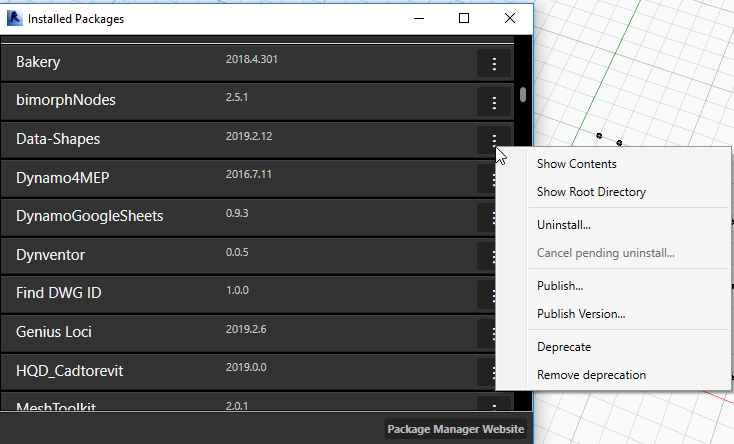 Installed Packages
Bakery 2018.4.301
bimorphNodes 2.5.1
Data-Shapes 2019.2.12
Dynamo4MEP 2016.7.11
DynamoGoogleSheets 0.9.3
Dynventor 0.0.5
Find DWG ID 1.0.0
Genius Loci 2019.2.6
HQD_Cadtorevit 2019.0.0
MeshToolkit 2.0.1
Package Manager Website
Show Contents
Show Root Directory
Uninstall...
Cancel pending uninstall...
Publish...
Publish Version...
Deprecate
Remove deprecation